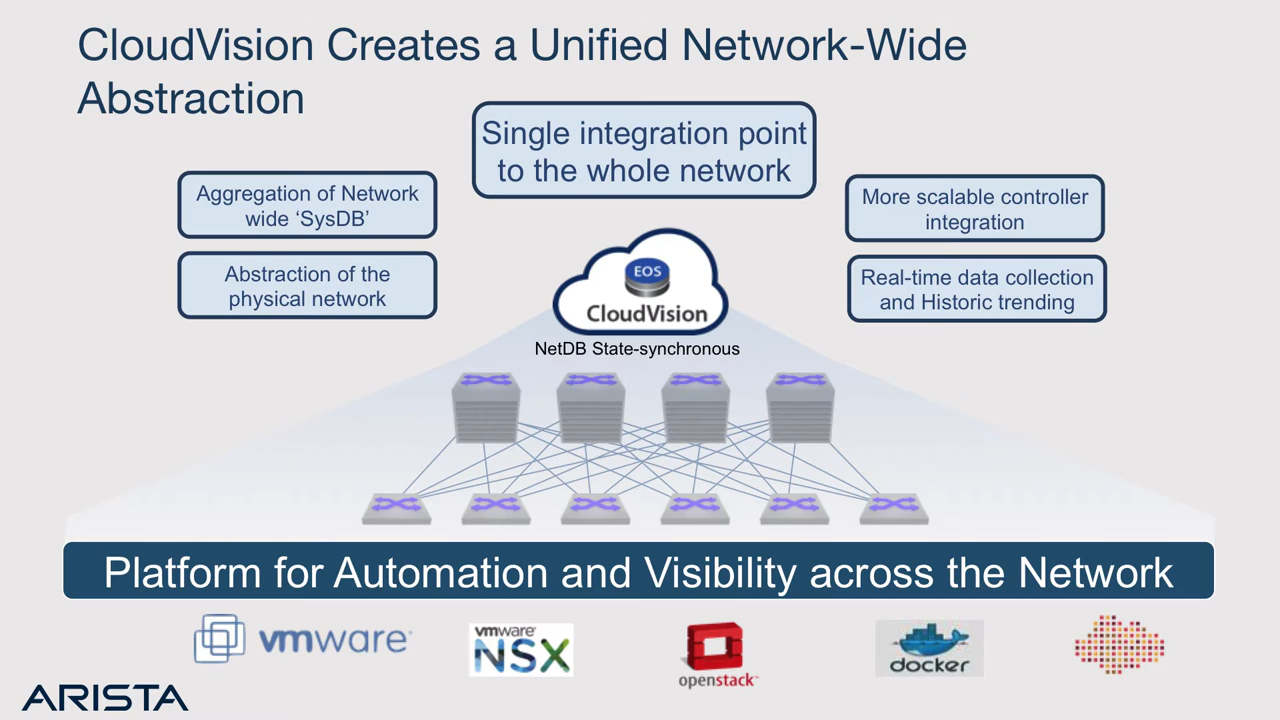 CloudVision Creates a Unified Network-Wide
Abstraction
Single integration point
to the whole network
Aggregation of Network
wide ‘SysDB’
Abstraction of the
physical network
More scalable controller
integration
Real-time data collection
and Historic trending
EOS
CloudVision
NetDB State-synchronous
Platform for Automation and Visibility across the Network
vmware
vmware
NSX
openstack
docker
ARISTA